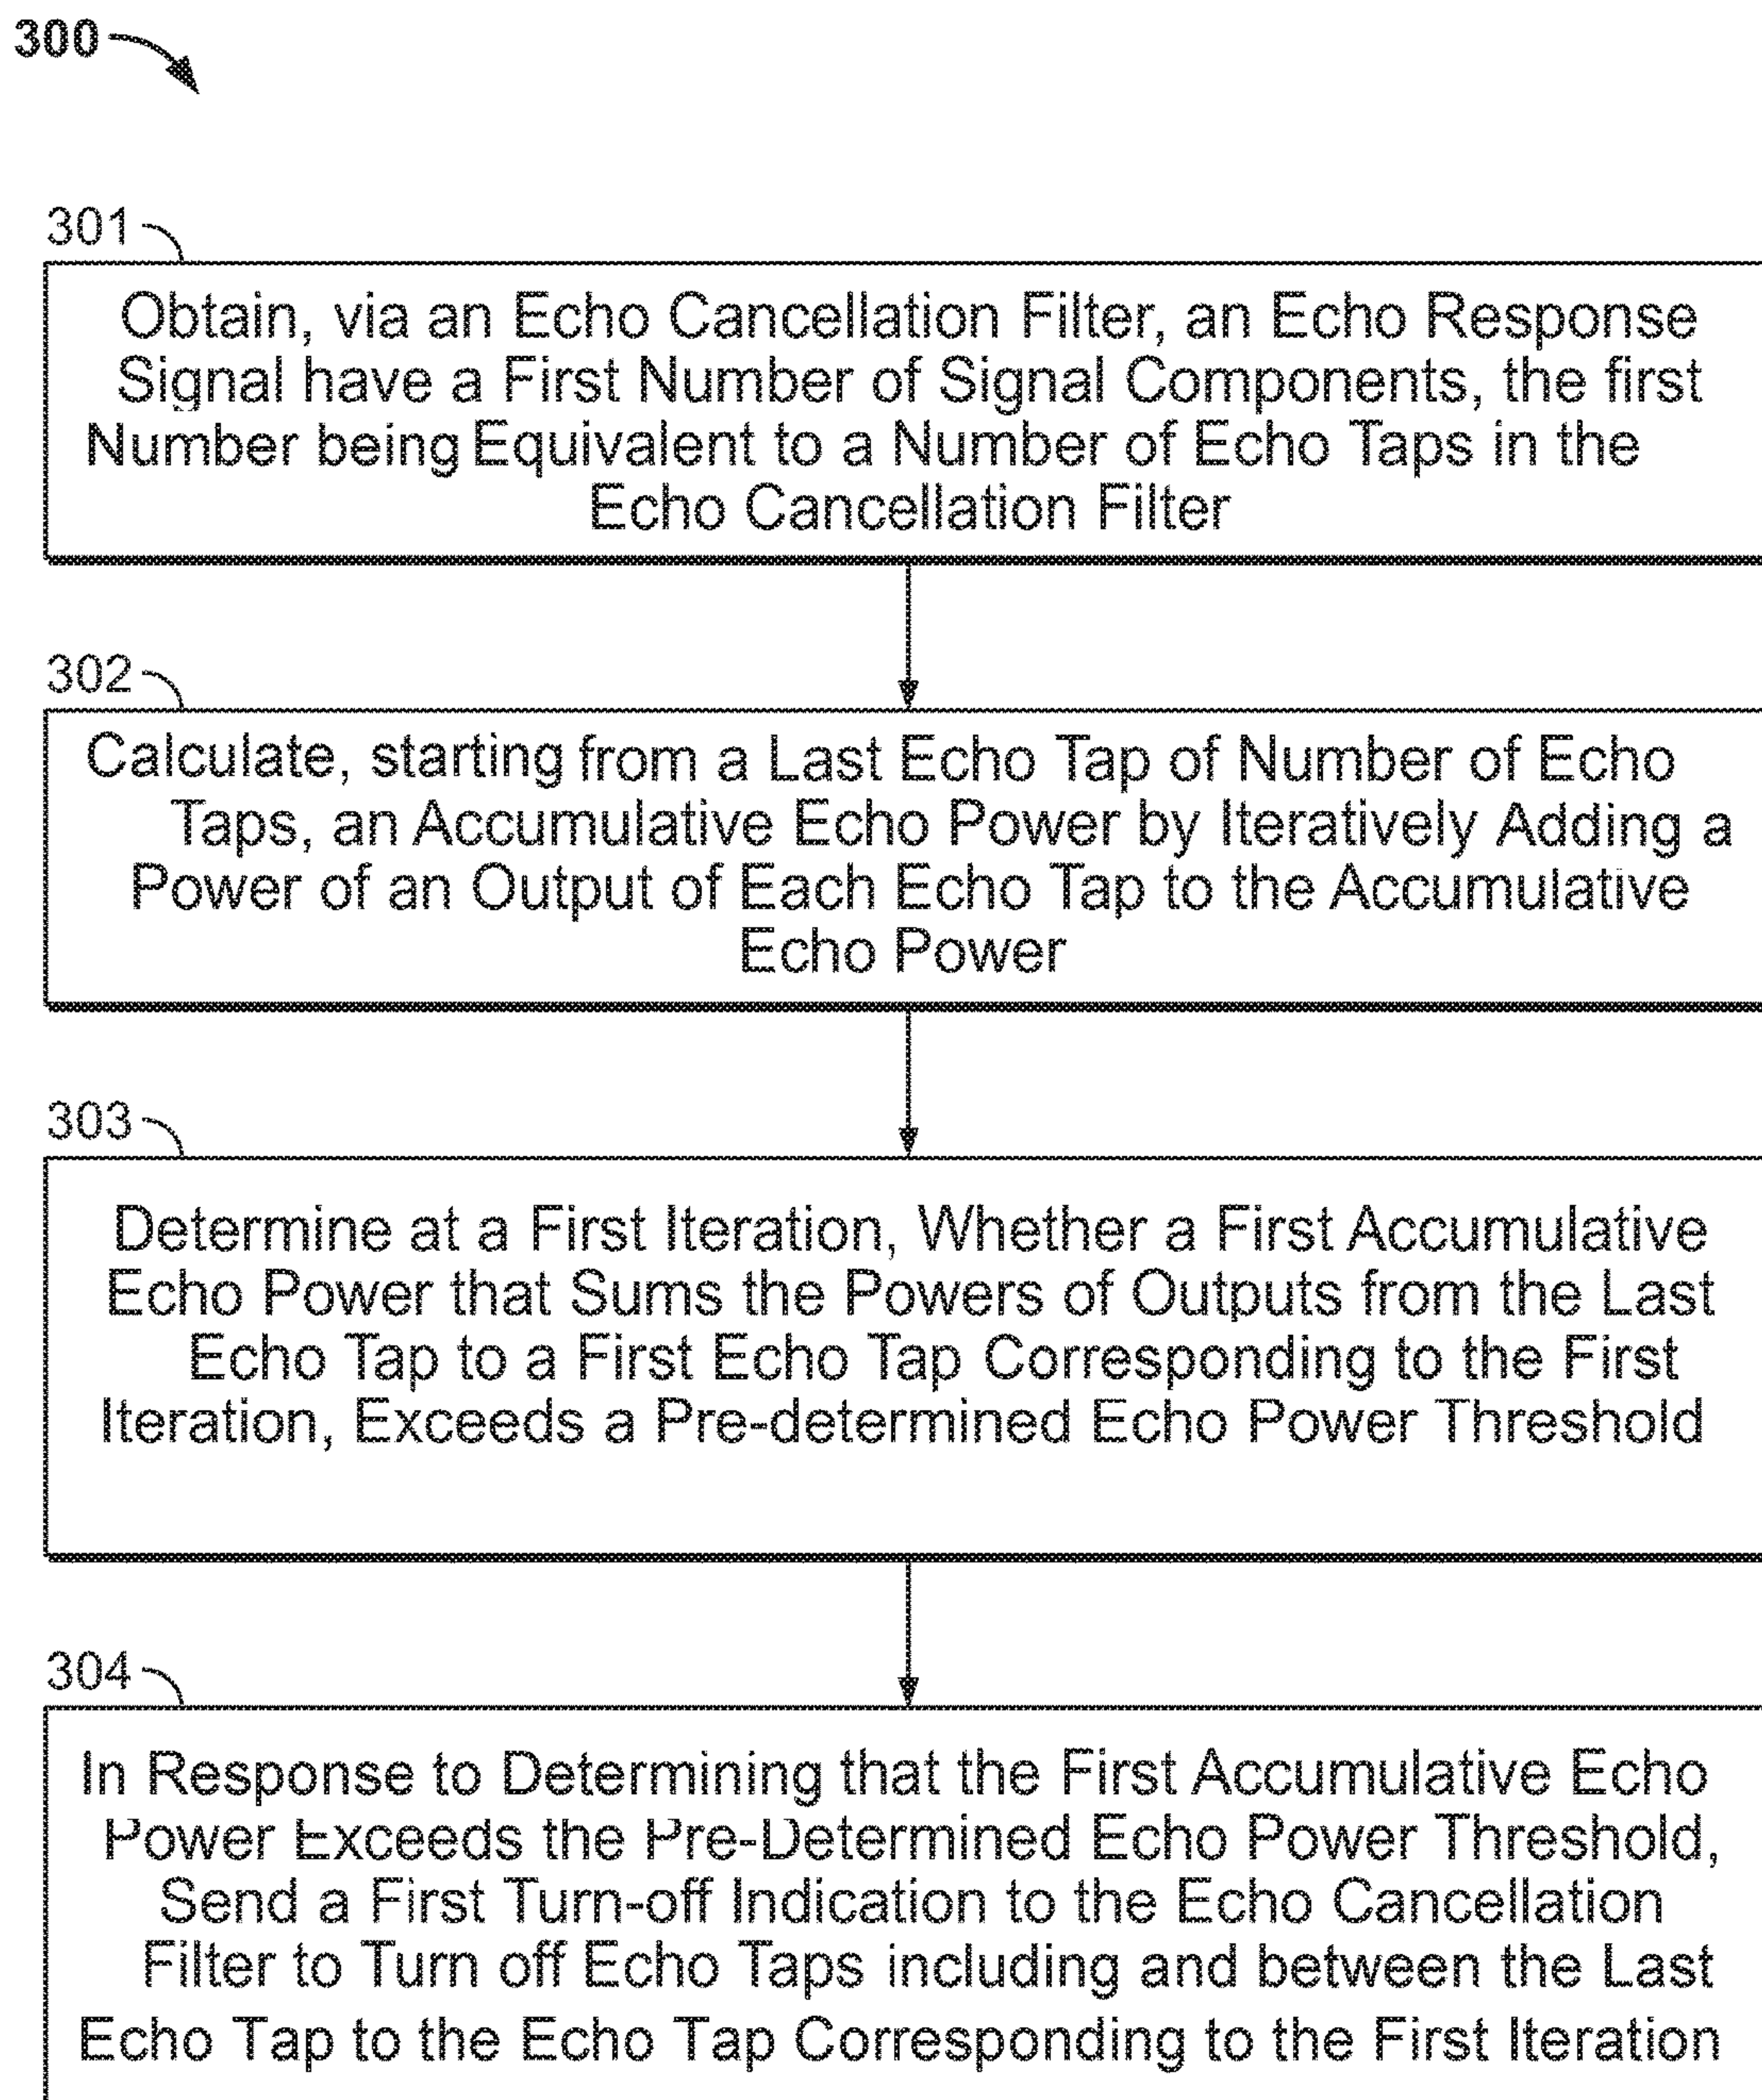 300
301
Obtain, via an Echo Cancellation Filter, an Echo Response
Signal have a First Number of Signal Components, the first
Number being Equivalent to a Number of Echo Taps in the
Echo Cancellation Filter
302
Calculate, starting from a Last Echo Tap of Number of Echo
Taps, an Accumulative Echo Power by Iteratively Adding a
Power of an Output of Each Echo Tap to the Accumulative
Echo Power
303
Determine at a First Iteration, Whether a First Accumulative
Echo Power that Sums the Powers of Outputs from the Last
Echo Tap to a First Echo Tap Corresponding to the First
Iteration, Exceeds a Pre-determined Echo Power Threshold
304
In Response to Determining that the First Accumulative Echo
Power Exceeds the Pre-Determined Echo Power Threshold,
Send a First Turn-off Indication to the Echo Cancellation
Filter to Turn off Echo Taps including and between the Last
Echo Tap to the Echo Tap Corresponding to the First Iteration